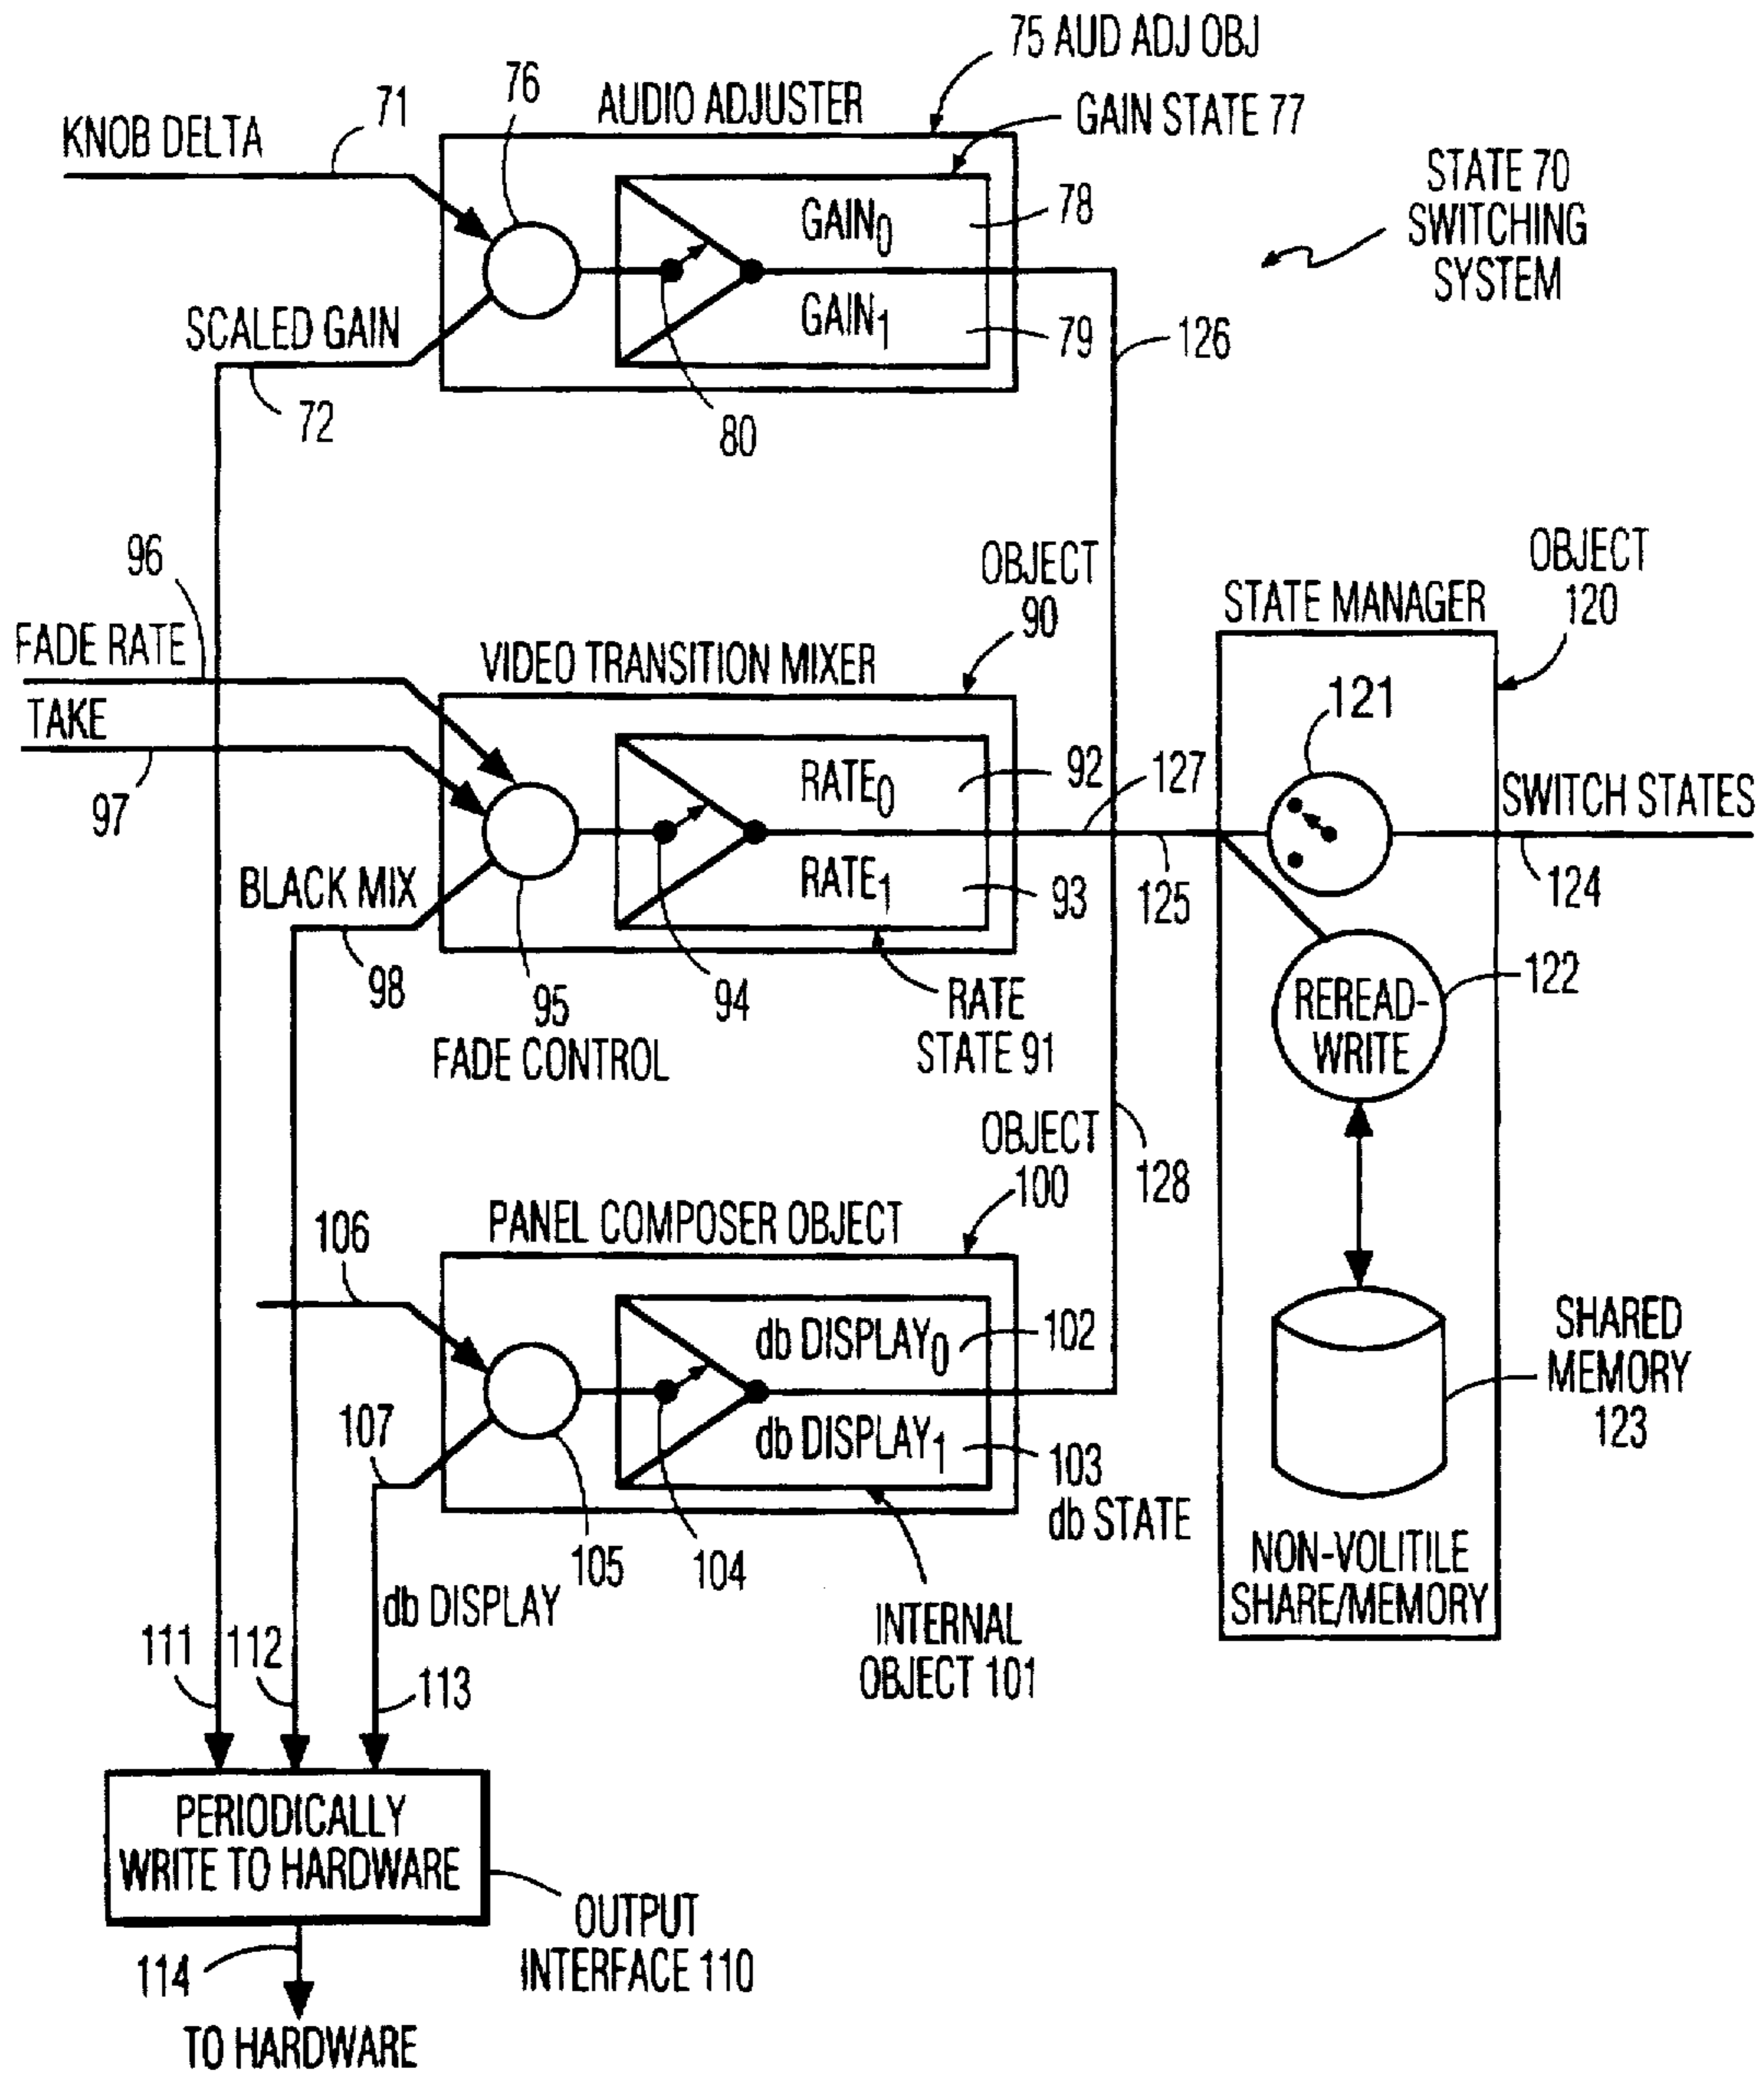 75 AUD ADJ OBJ
76
71
AUDIO ADJUSTER
GAIN STATE 77
KNOB DELTA
STATE 70
SWITCHING
SYSTEM
GAIN0
78
SCALED GAIN
GAIN1
79
126
72
80
96
OBJECT
90
OBJECT
120
STATE MANAGER
FADE RATE
VIDEO TRANSITION MIXER
121
TAKE
RATE0
92
127
SWITCH STATES
97
BLACK MIX
RATE1
93
125
124
98
95
94
RATE
STATE 91
122
REREAD-
WRITE
FADE CONTROL
OBJECT
100
128
106
PANEL COMPOSER OBJECT
db DISPLAY0
102
SHARED
MEMORY
123
107
db DISPLAY1
103
db STATE
105
104
NON-VOLITILE
SHARE/MEMORY
db DISPLAY
INTERNAL
OBJECT 101
111
112
113
PERIODICALLY
WRITE TO HARDWARE
OUTPUT
INTERFACE 110
114
TO HARDWARE